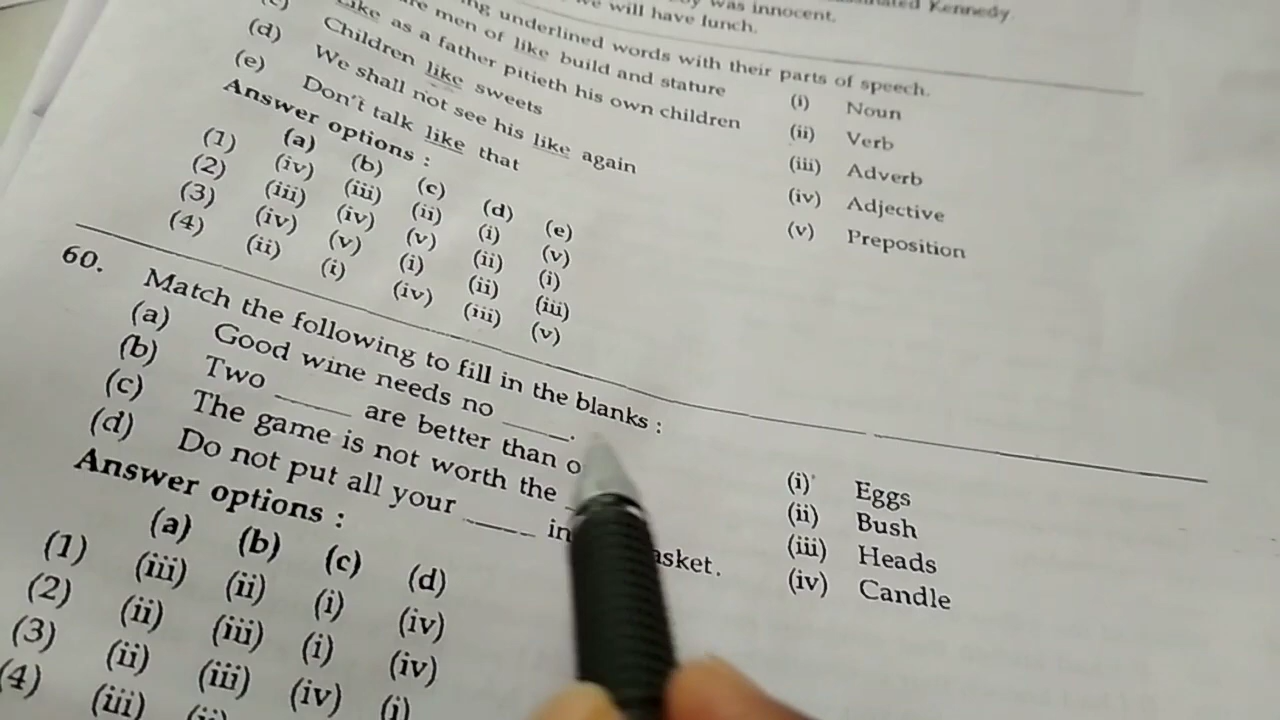 assinated Kennedy.
was innocent.
we will have lunch.
ng underlined words with their parts of speech.
re men of like build and stature
Like as a father pitieth his own children
(i) Noun
Children like sweets
(ii) Verb
(d) We shall not see his like again
(iii) Adverb
(e) Don't talk like that
(iv) Adjective
(v) Preposition
Answer options :
(a) (b) (c) (d) (e)
(1) (iv) (iii) (ii) (i) (v)
(2) (iii) (iv) (v) (ii) (i)
(3) (iv) (v) (i) (ii) (iii)
(4) (ii) (i) (iv) (iii) (v)
60. Match the following to fill in the blanks :
(a) Good wine needs no ____.
(i) Eggs
(b) Two ____ are better than o
(ii) Bush
(c) The game is not worth the
(iii) Heads
(d) Do not put all your ____ in asket.
(iv) Candle
Answer options :
(a) (b) (c) (d)
(1) (iii) (ii) (i) (iv)
(2) (ii) (iii) (i) (iv)
(3) (ii) (iii) (iv) (i)
(4) (iii)